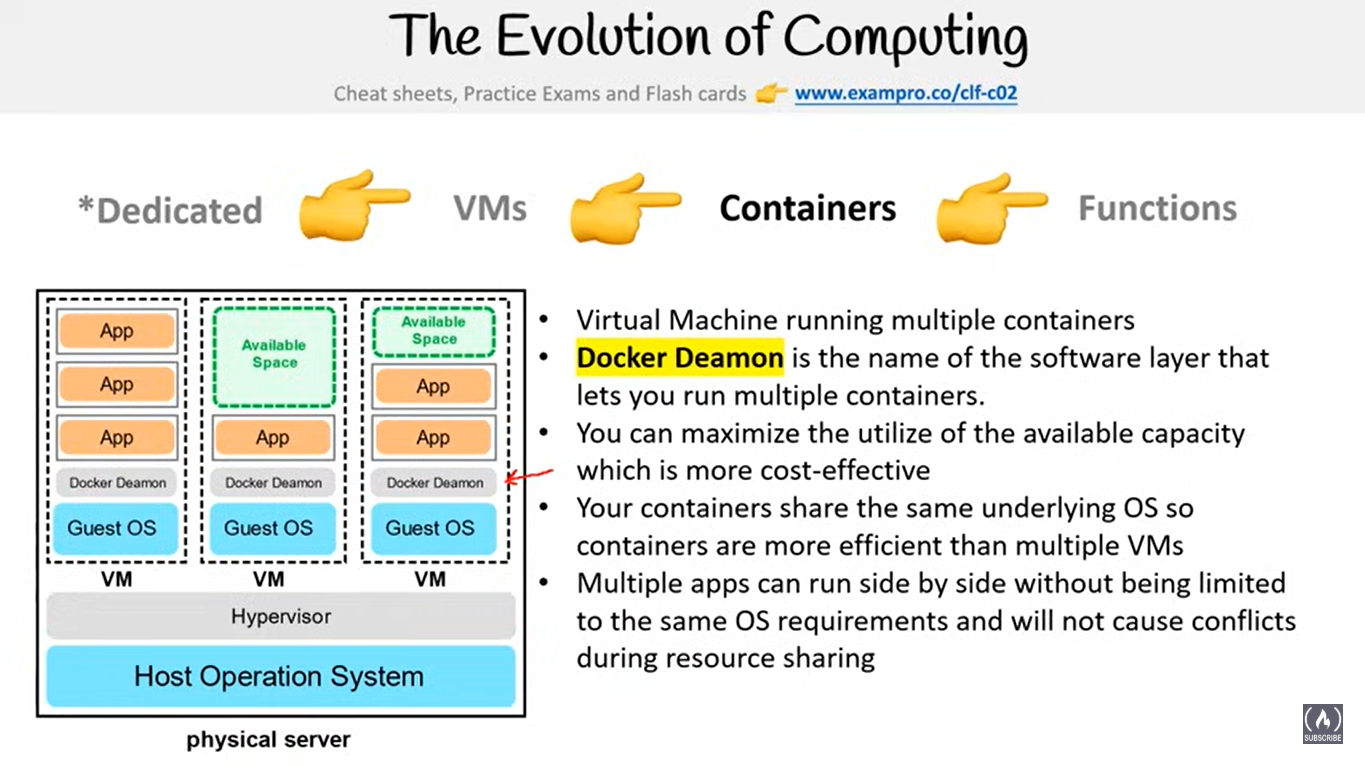 The Evolution of Computing
Cheat sheets, Practice Exams and Flash cards www.exampro.co/clf-c02
*Dedicated VMs Containers Functions
App
App
App
Docker Deamon
Guest OS
VM
Available
Space
App
Docker Deamon
Guest OS
VM
Available
Space
App
App
Docker Deamon
Guest OS
VM
Hypervisor
Host Operation System
physical server
• Virtual Machine running multiple containers
• Docker Deamon is the name of the software layer that
lets you run multiple containers.
• You can maximize the utilize of the available capacity
which is more cost-effective
• Your containers share the same underlying OS so
containers are more efficient than multiple VMs
• Multiple apps can run side by side without being limited
to the same OS requirements and will not cause conflicts
during resource sharing
SUBSCRIBE